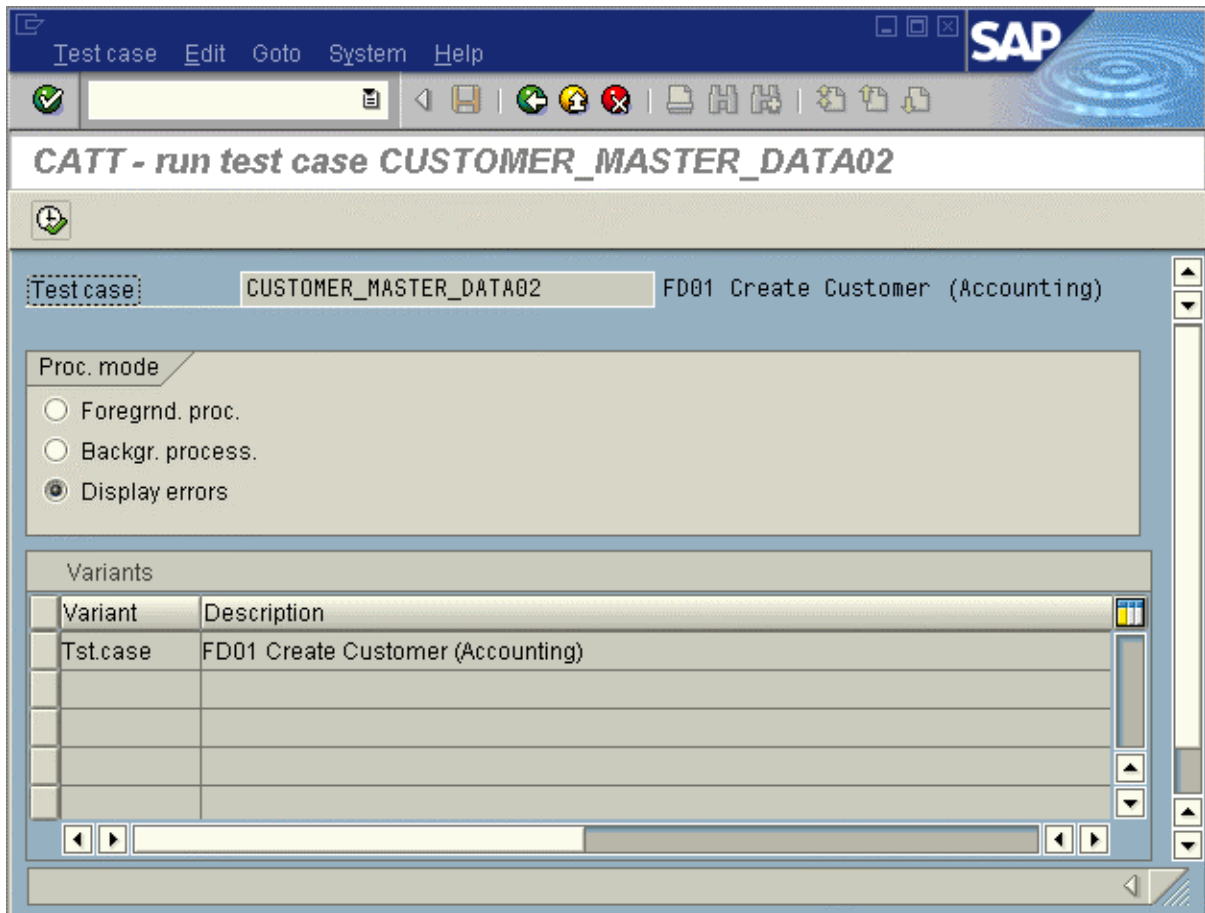 Test case Edit Goto System Help
SAP
CATT - run test case CUSTOMER_MASTER_DATA02
Test case CUSTOMER_MASTER_DATA02 FD01 Create Customer (Accounting)
Proc. mode
Foregrnd. proc.
Backgr. process.
Display errors
Variants
Variant Description
Tst.case FD01 Create Customer (Accounting)